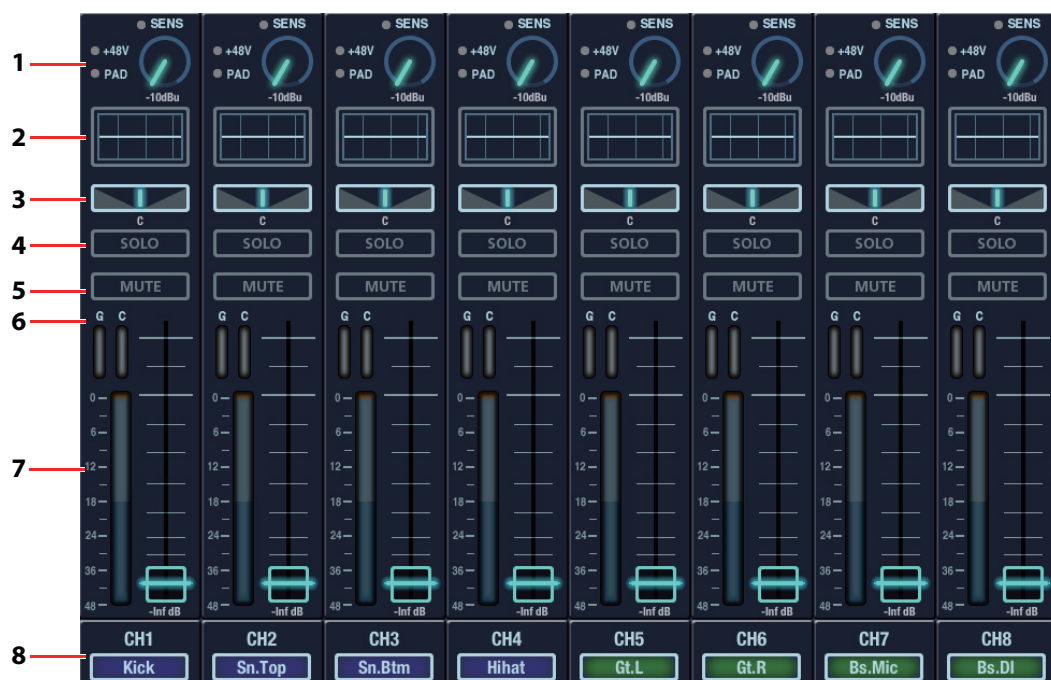 SENS SENS SENS SENS SENS SENS SENS SENS
+48V +48V +48V +48V +48V +48V +48V +48V
1
PAD PAD PAD PAD PAD PAD PAD PAD
-10dBu -10dBu -10dBu -10dBu -10dBu -10dBu -10dBu -10dBu
2
3
C C C C C C C C
4 SOLO SOLO SOLO SOLO SOLO SOLO SOLO SOLO
5 MUTE MUTE MUTE MUTE MUTE MUTE MUTE MUTE
6 G C G C G C G C G C G C G C G C
0 0 0 0 0 0 0 0
6 6 6 6 6 6 6 6
7 12 12 12 12 12 12 12 12
18 18 18 18 18 18 18 18
24 24 24 24 24 24 24 24
36 36 36 36 36 36 36 36
48 48 48 48 48 48 48 48
-Inf dB -Inf dB -Inf dB -Inf dB -Inf dB -Inf dB -Inf dB -Inf dB
CH1 CH2 CH3 CH4 CH5 CH6 CH7 CH8
8 Kick Sn.Top Sn.Btm Hihat Gt.L Gt.R Bs.Mic Bs.DI